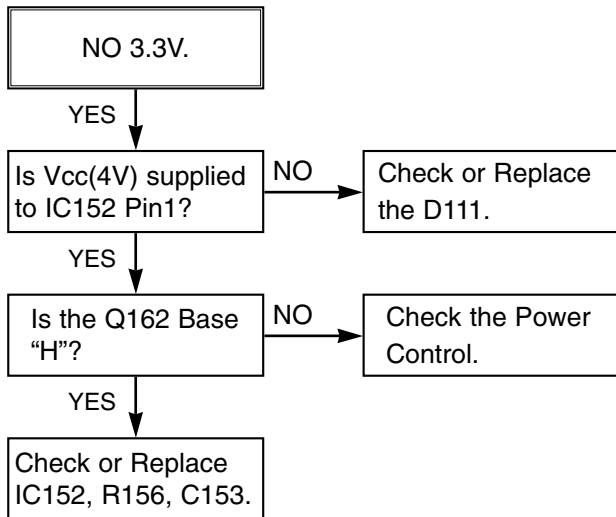 NO 3.3V.
YES
Is Vcc(4V) supplied
to IC152 Pin1?
NO
Check or Replace
the D111.
YES
Is the Q162 Base
“H”?
NO
Check the Power
Control.
YES
Check or Replace
IC152, R156, C153.